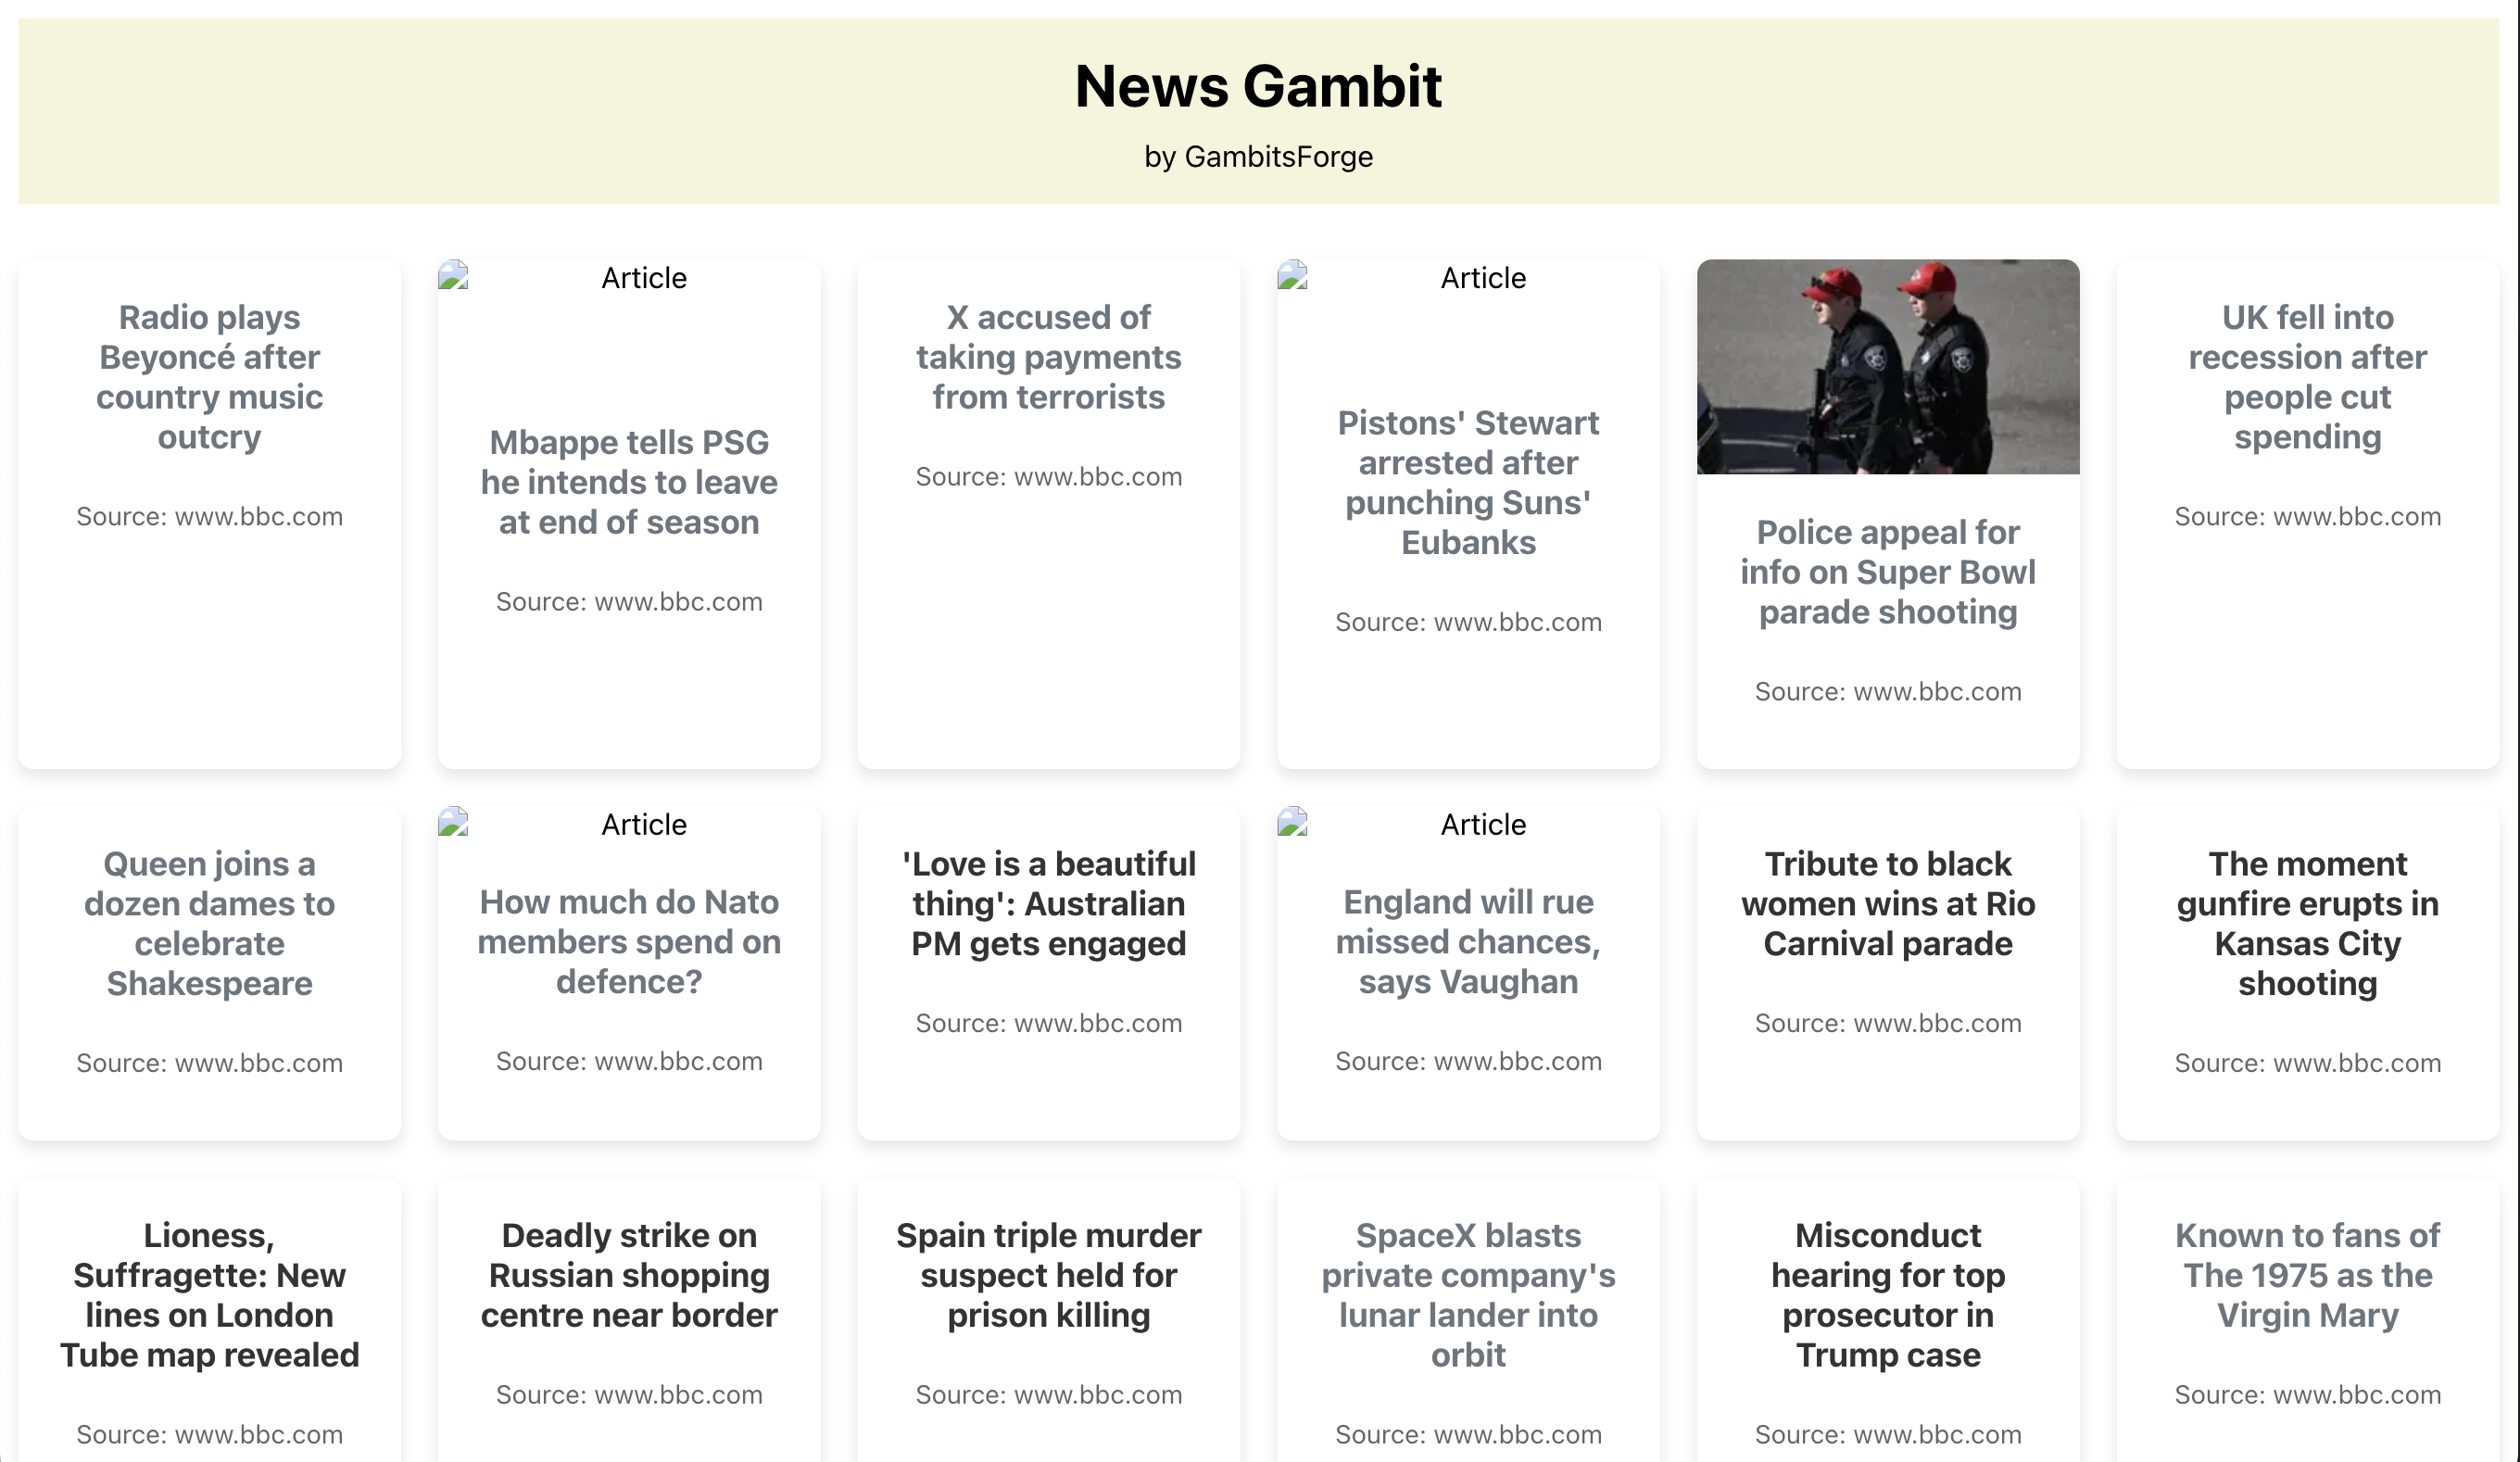 News Gambit
by GambitsForge
Radio plays
Beyoncé after
country music
outcry
Source: www.bbc.com
Article
Mbappe tells PSG
he intends to leave
at end of season
Source: www.bbc.com
X accused of
taking payments
from terrorists
Source: www.bbc.com
Article
Pistons' Stewart
arrested after
punching Suns'
Eubanks
Source: www.bbc.com
Police appeal for
info on Super Bowl
parade shooting
Source: www.bbc.com
UK fell into
recession after
people cut
spending
Source: www.bbc.com
Queen joins a
dozen dames to
celebrate
Shakespeare
Source: www.bbc.com
Article
How much do Nato
members spend on
defence?
Source: www.bbc.com
'Love is a beautiful
thing': Australian
PM gets engaged
Source: www.bbc.com
Article
England will rue
missed chances,
says Vaughan
Source: www.bbc.com
Tribute to black
women wins at Rio
Carnival parade
Source: www.bbc.com
The moment
gunfire erupts in
Kansas City
shooting
Source: www.bbc.com
Lioness,
Suffragette: New
lines on London
Tube map revealed
Source: www.bbc.com
Deadly strike on
Russian shopping
centre near border
Source: www.bbc.com
Spain triple murder
suspect held for
prison killing
Source: www.bbc.com
SpaceX blasts
private company's
lunar lander into
orbit
Source: www.bbc.com
Misconduct
hearing for top
prosecutor in
Trump case
Source: www.bbc.com
Known to fans of
The 1975 as the
Virgin Mary
Source: www.bbc.com